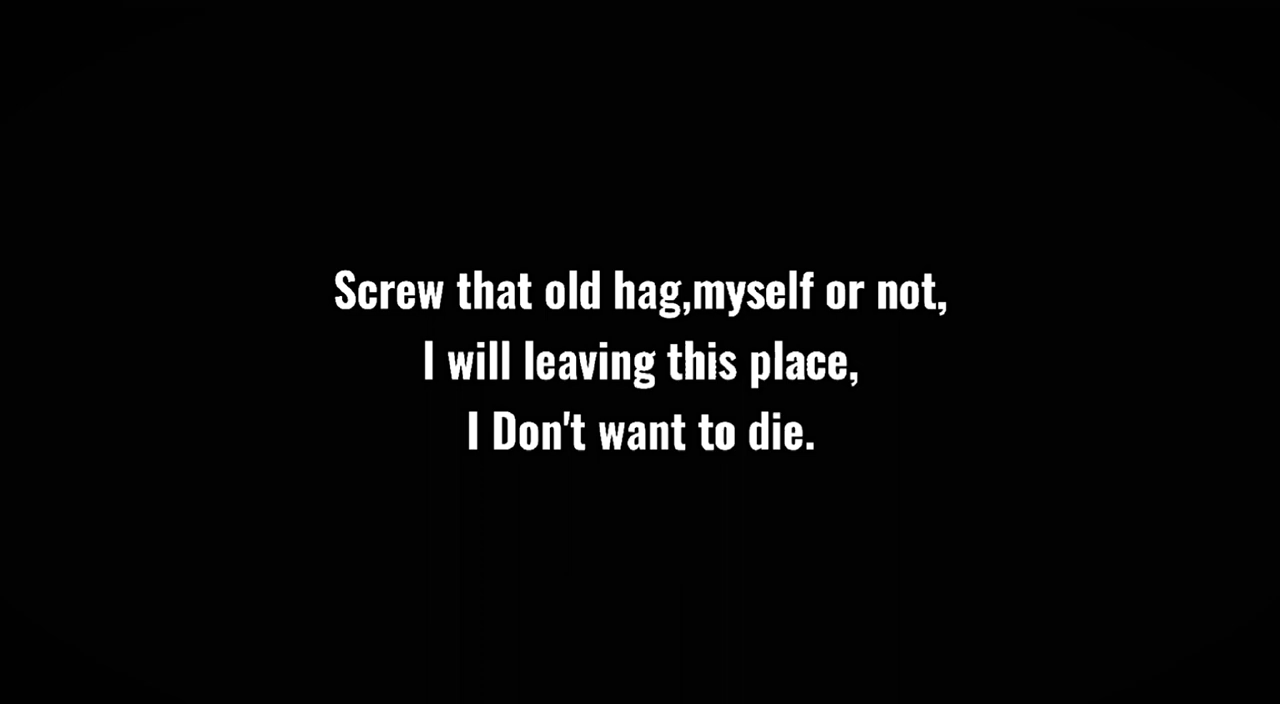 Screw that old hag,myself or not,
I will leaving this place,
I Don't want to die.